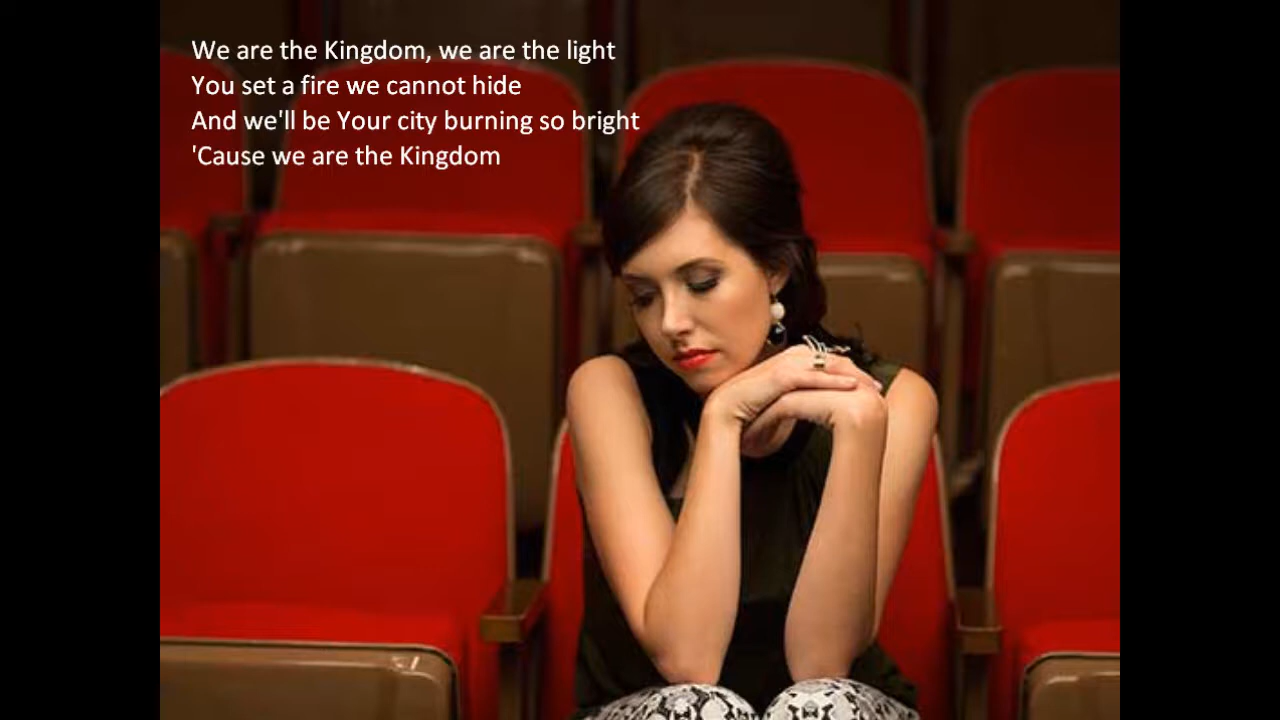 We are the Kingdom, we are the light
You set a fire we cannot hide
And we'll be Your city burning so bright
'Cause we are the Kingdom